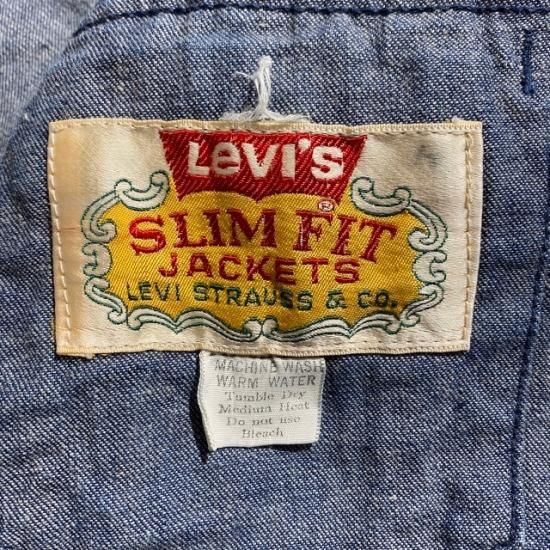 LeVI'S
SLIM FIT ®
JACKETS
LEVI STRAUSS & CO.
MACHINE WASH
WARM WATER
Tumble Dry
Medium Heat
Do not use
Bleach